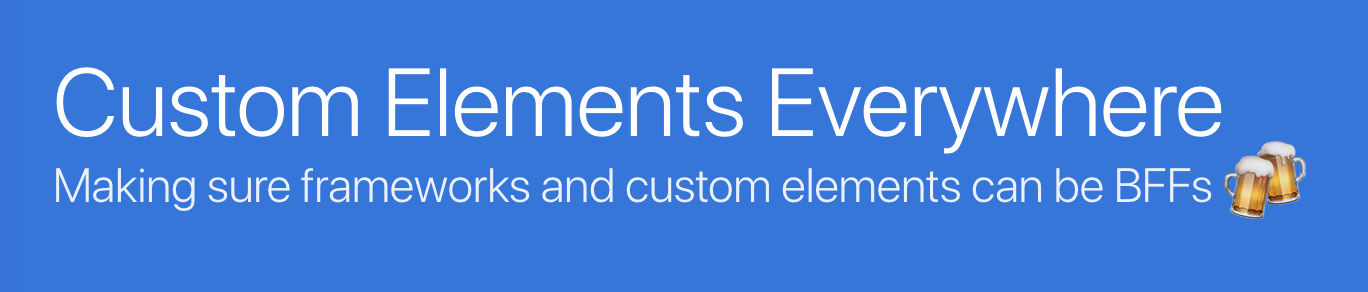 Custom Elements Everywhere
Making sure frameworks and custom elements can be BFFs